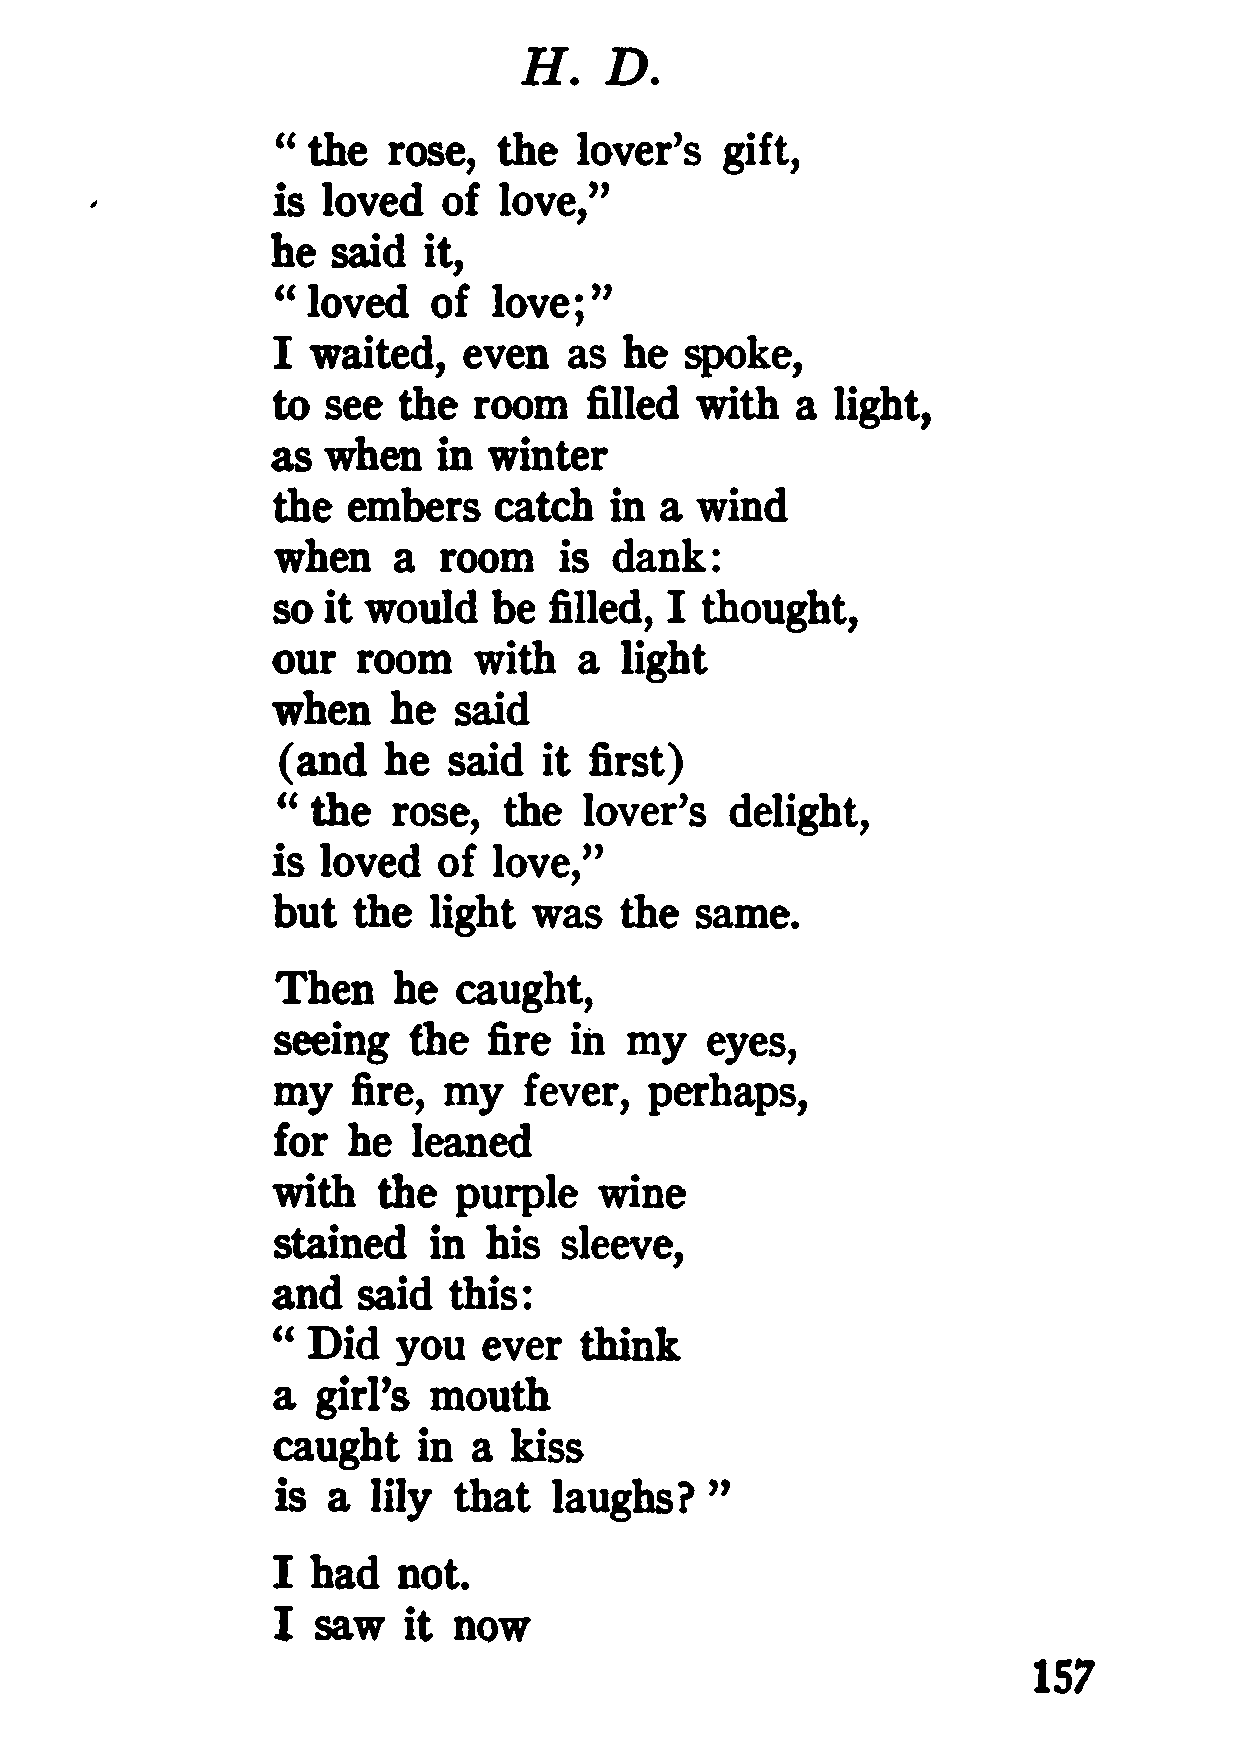 H. D.
“ the rose, the lover’s gift,
is loved of love,”
he said it,
“ loved of love;”
I waited, even as he spoke,
to see the room filled with a light,
as when in winter
the embers catch in a wind
when a room is dank:
so it would be filled, I thought,
our room with a light
when he said
(and he said it first)
“ the rose, the lover’s delight,
is loved of love,”
but the light was the same.
Then he caught,
seeing the fire in my eyes,
my fire, my fever, perhaps,
for he leaned
with the purple wine
stained in his sleeve,
and said this:
“ Did you ever think
a girl’s mouth
caught in a kiss
is a lily that laughs? ”
I had not.
I saw it now
157